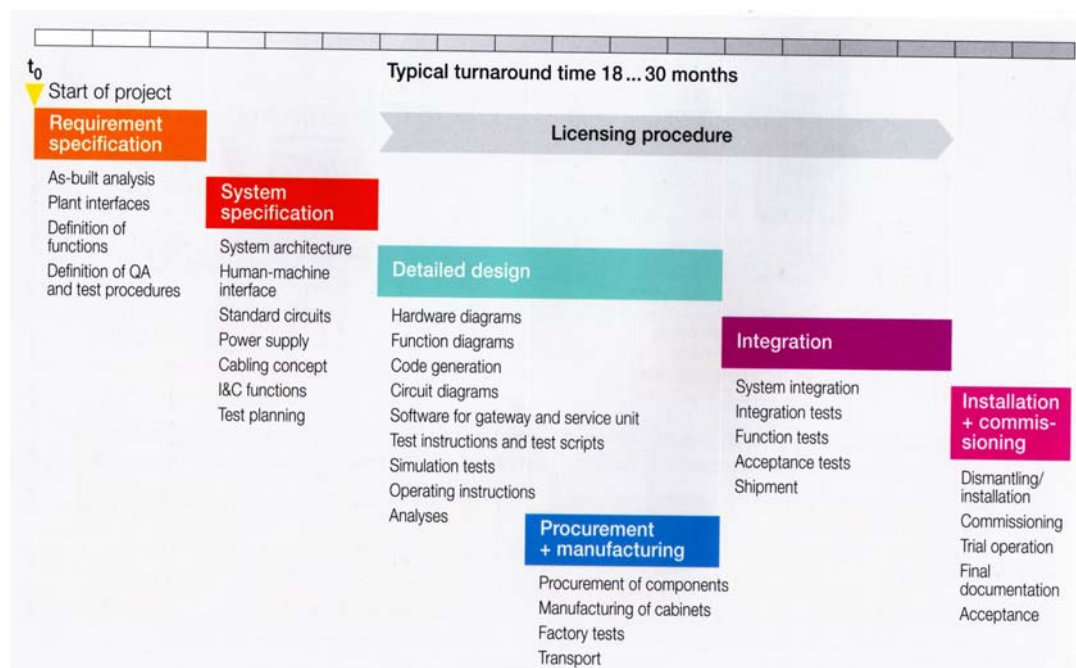 t0
Typical turnaround time 18 ... 30 months
Start of project
Requirement
specification
As-built analysis
Plant interfaces
Definition of
functions
Definition of QA
and test procedures
Licensing procedure
System
specification
System architecture
Human-machine
interface
Standard circuits
Power supply
Cabling concept
I&C functions
Test planning
Detailed design
Hardware diagrams
Function diagrams
Code generation
Circuit diagrams
Software for gateway and service unit
Test instructions and test scripts
Simulation tests
Operating instructions
Analyses
Procurement
+ manufacturing
Procurement of components
Manufacturing of cabinets
Factory tests
Transport
Integration
System integration
Integration tests
Function tests
Acceptance tests
Shipment
Installation
+ commis-
sioning
Dismantling/
installation
Commissioning
Trial operation
Final
documentation
Acceptance